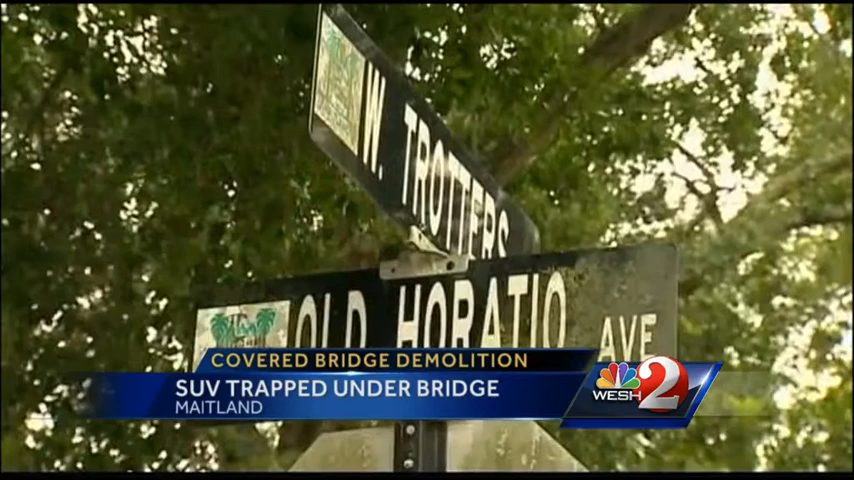 W. TROTTERS
OLD HORATIO AVE
COVERED BRIDGE DEMOLITION
SUV TRAPPED UNDER BRIDGE
MAITLAND
WESH 2